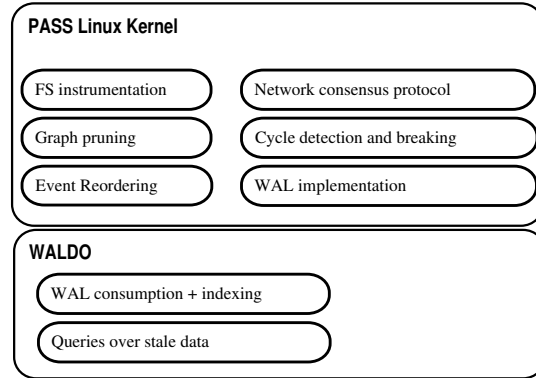 PASS Linux Kernel
FS instrumentation
Network consensus protocol
Graph pruning
Cycle detection and breaking
Event Reordering
WAL implementation
WALDO
WAL consumption + indexing
Queries over stale data